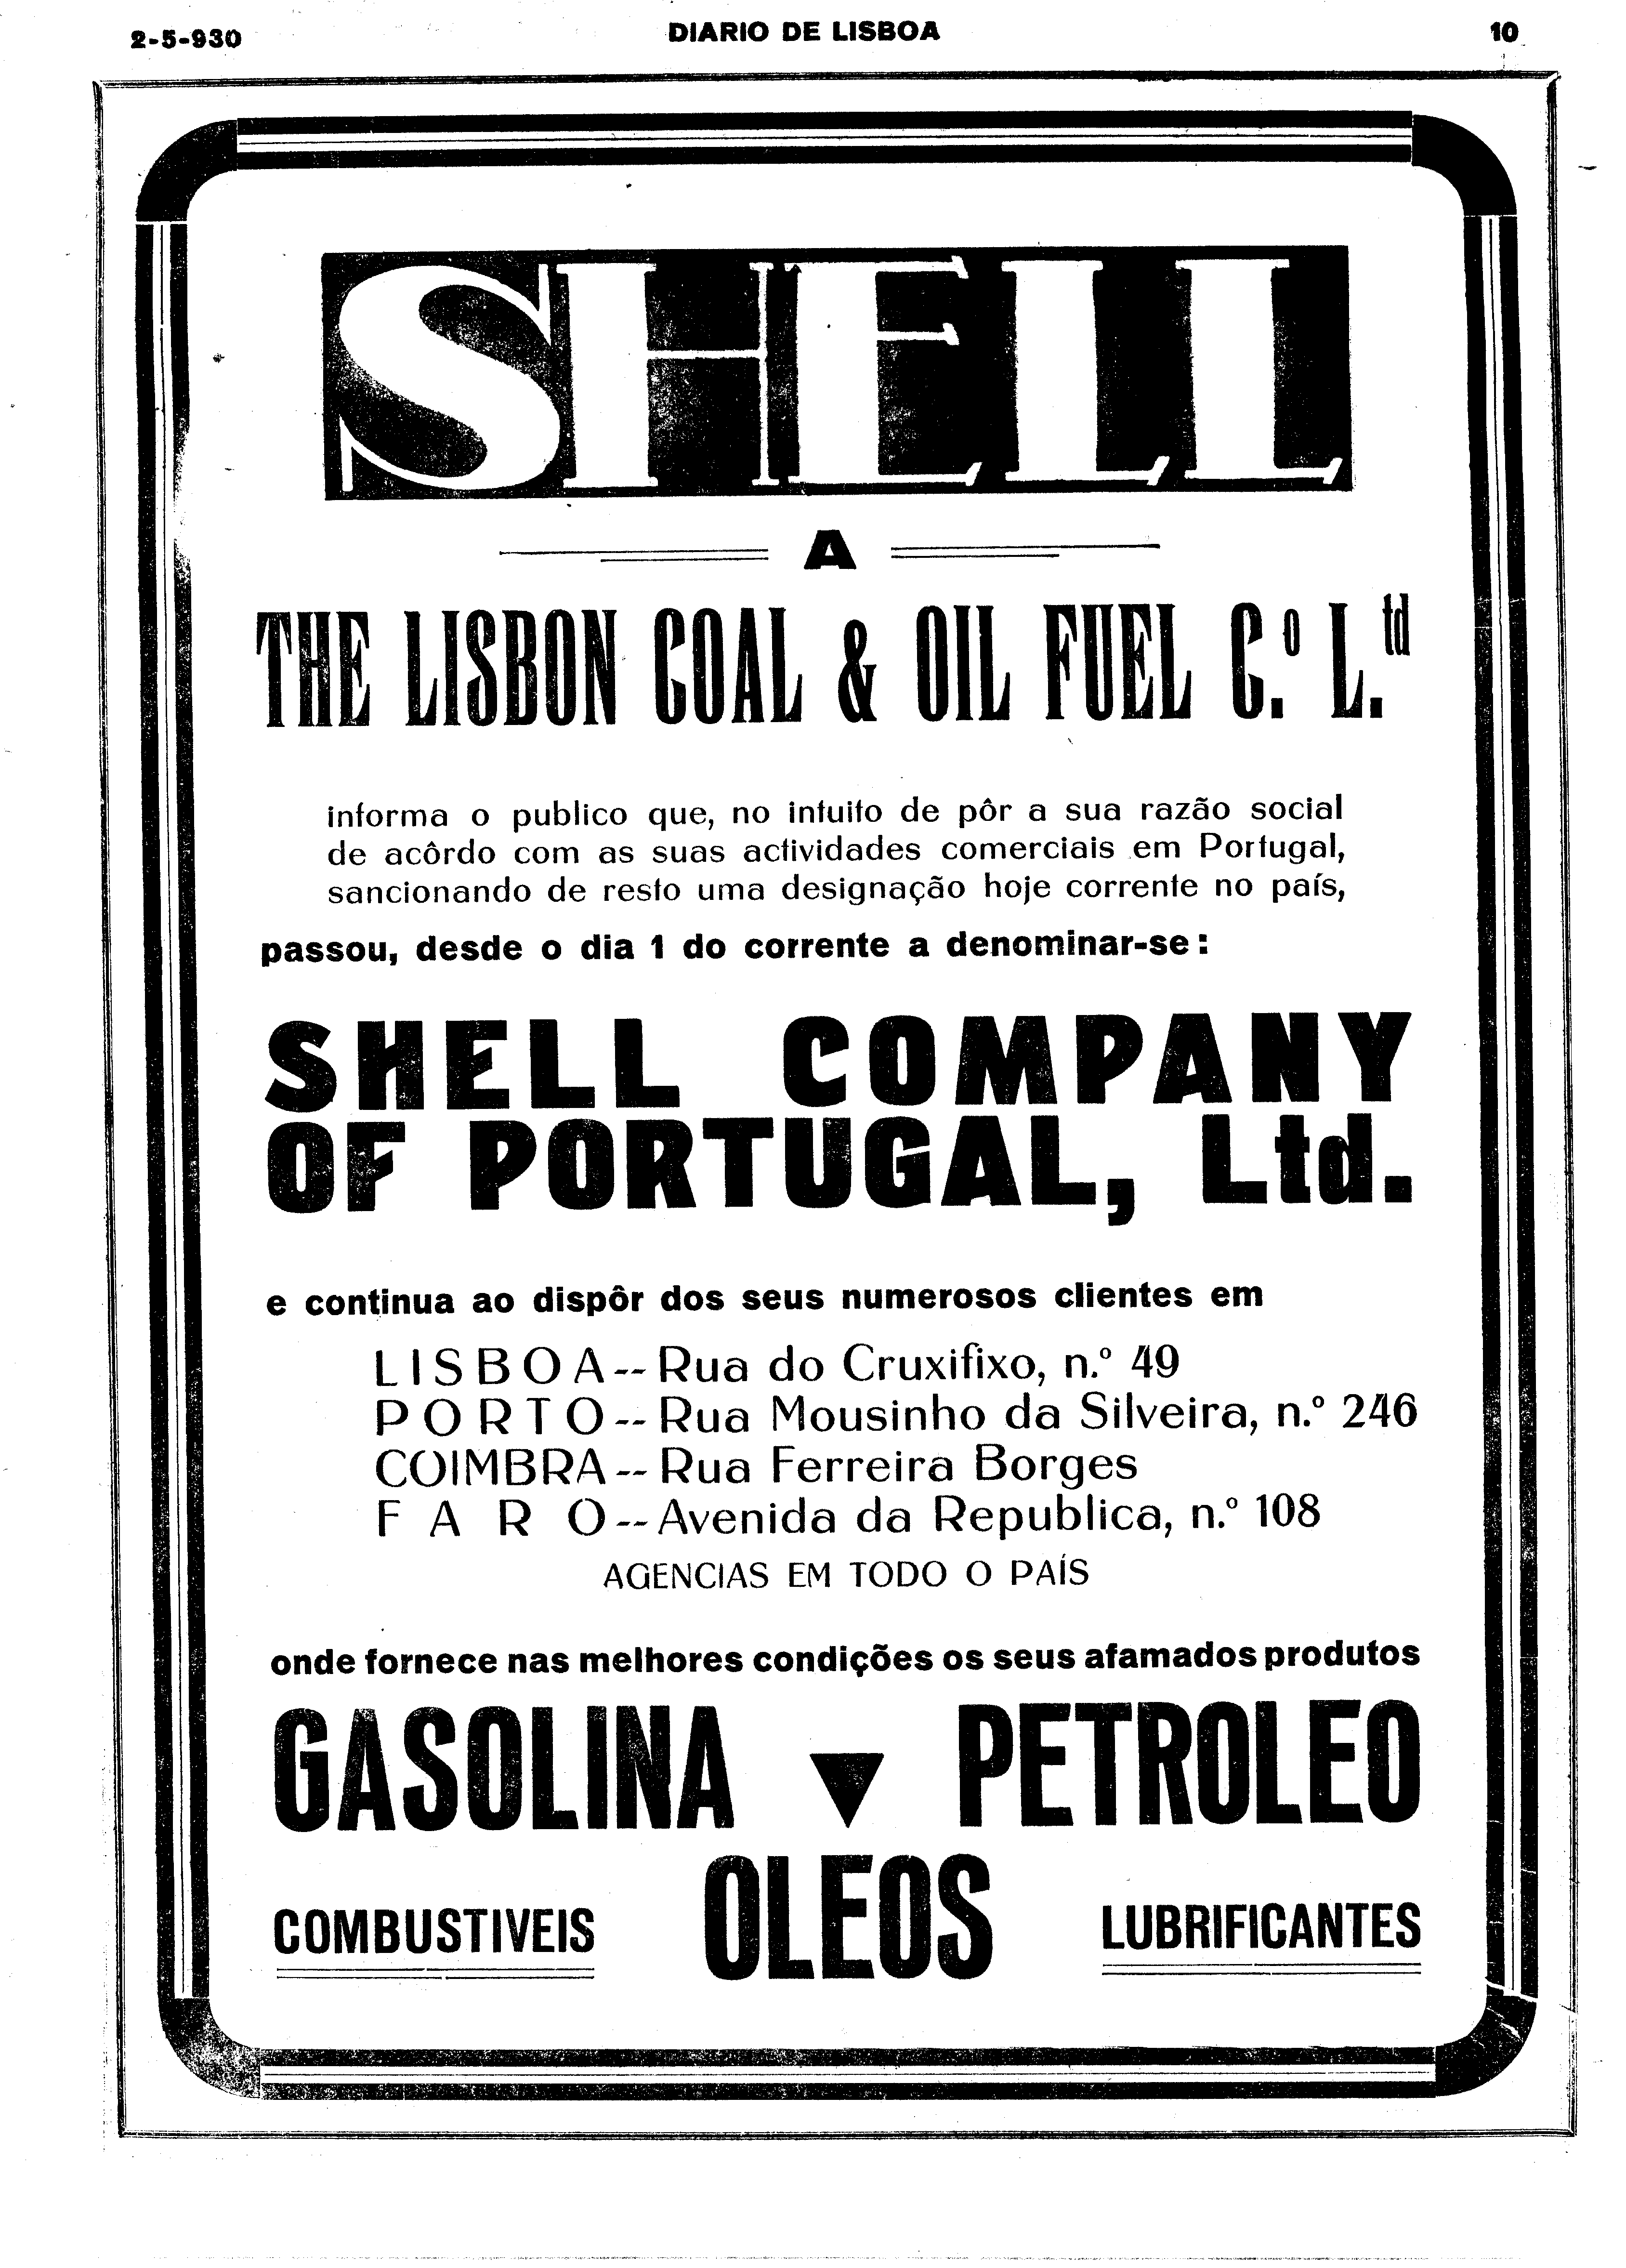 2-5-930 DIARIO DE LISBOA 10
SHELL
A
THE LISBON COAL & OIL FUEL C.º L.td
informa o publico que, no intuito de pôr a sua razão social
de acôrdo com as suas actividades comerciais em Portugal,
sancionando de resto uma designação hoje corrente no país,
passou, desde o dia 1 do corrente a denominar-se:
SHELL COMPANY
OF PORTUGAL, Ltd.
e continua ao dispôr dos seus numerosos clientes em
LISBOA--Rua do Cruxifixo, n.º 49
PORTO--Rua Mousinho da Silveira, n.º 246
COIMBRA--Rua Ferreira Borges
FARO--Avenida da Republica, n.º 108
AGENCIAS EM TODO O PAÍS
onde fornece nas melhores condições os seus afamados produtos
GASOLINA ▼ PETROLEO
COMBUSTIVEIS OLEOS LUBRIFICANTES